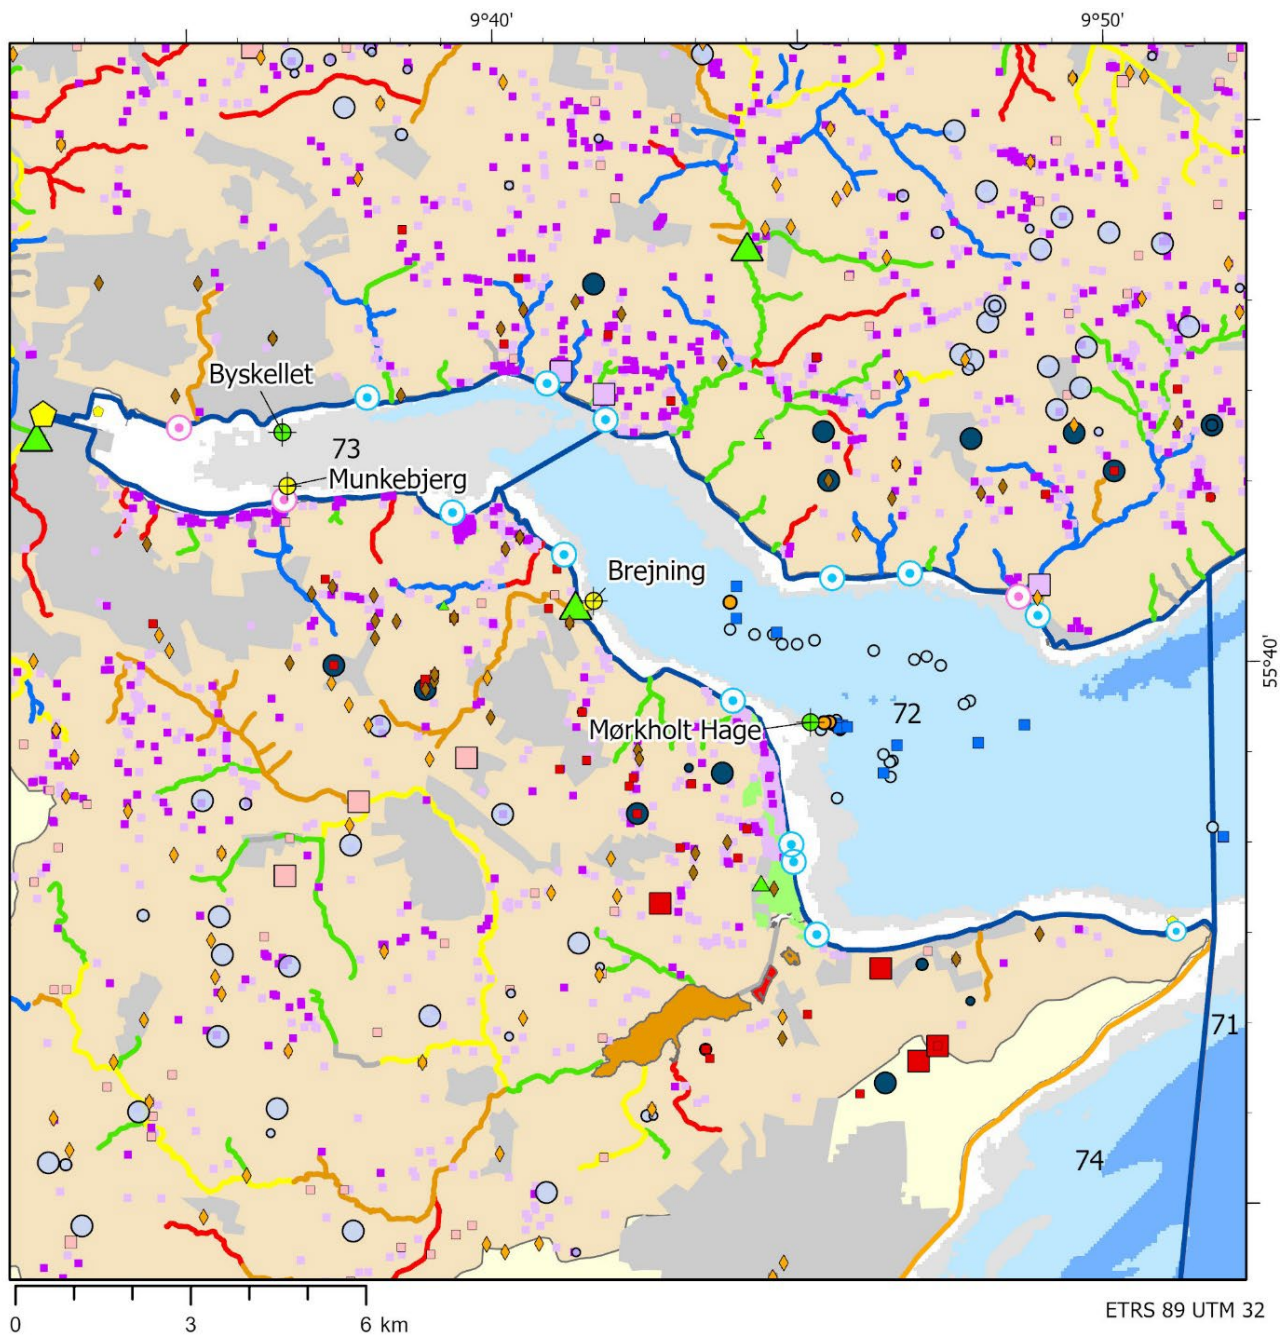 9°40'
9°50'
Byskellet
73
Munkebjerg
Brejning
55°40'
Mørkholt Hage
72
71
74
0 3 6 km
ETRS 89 UTM 32